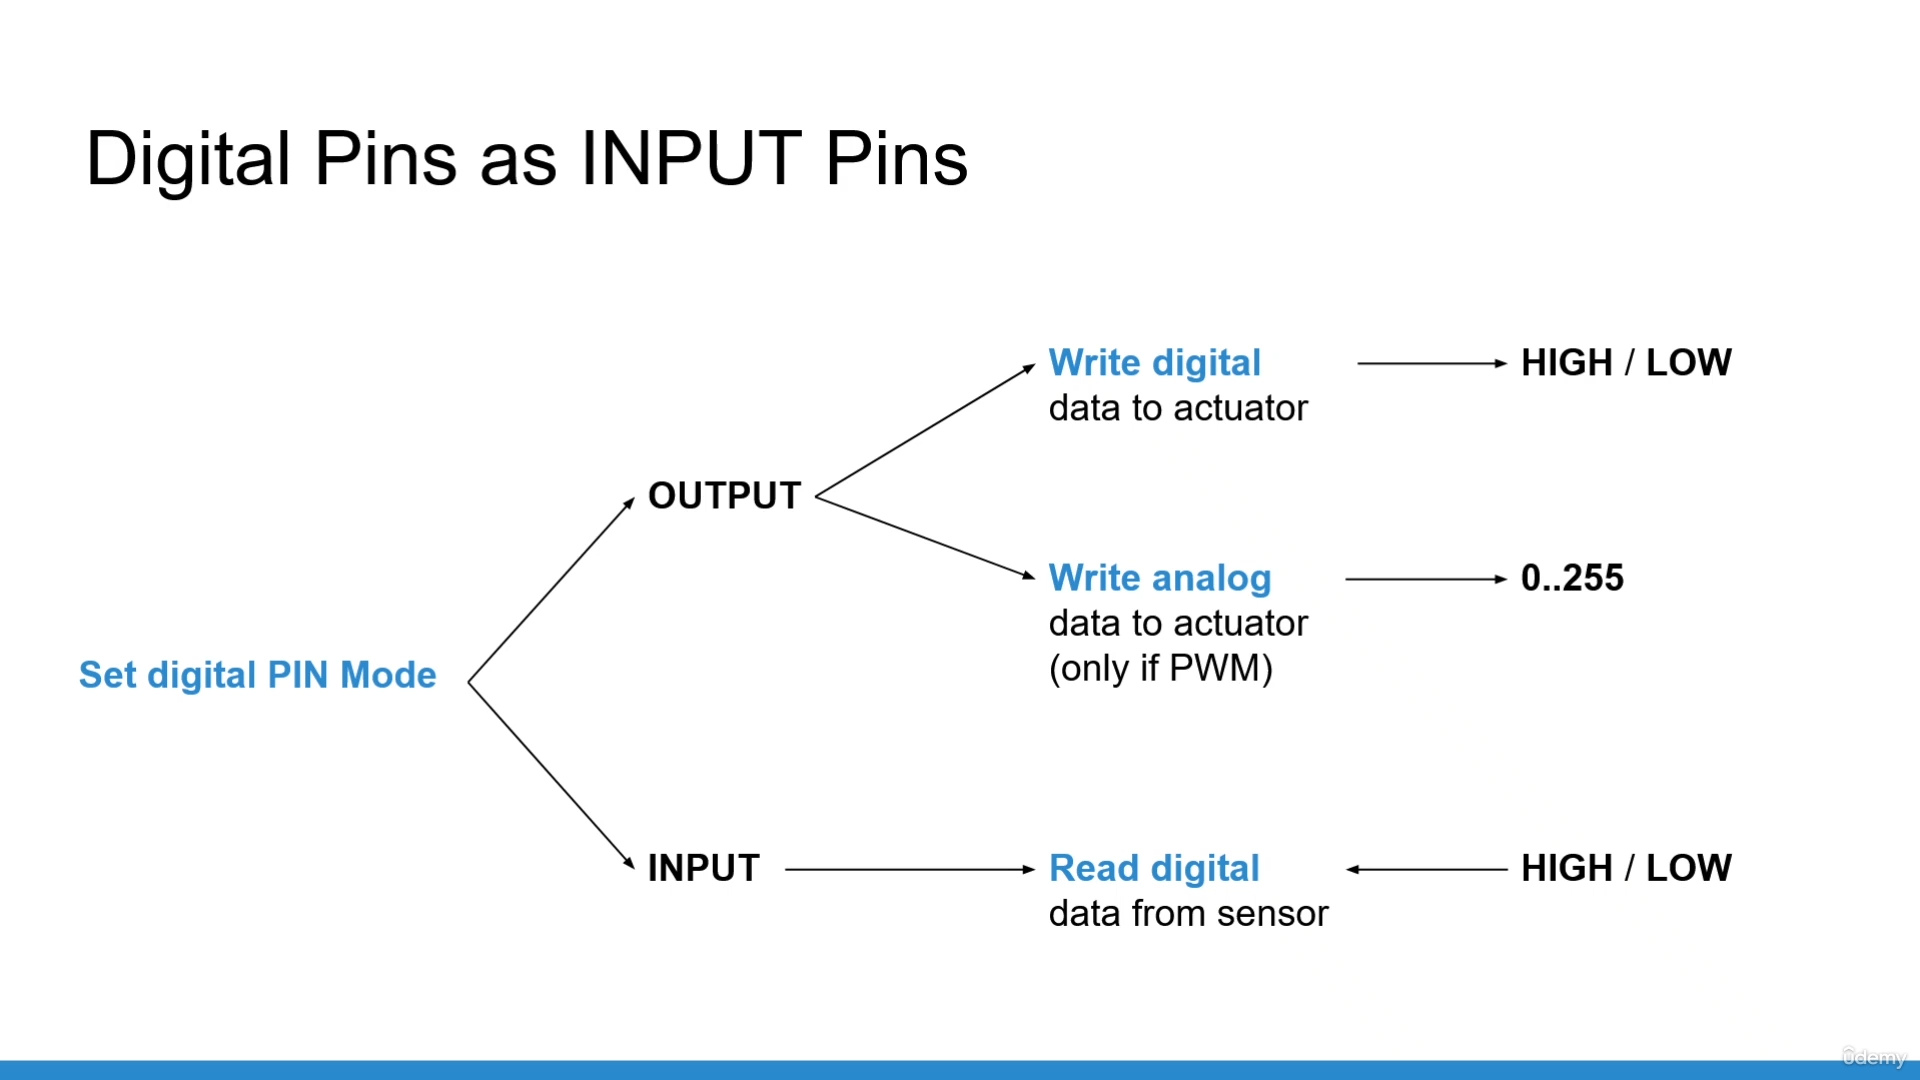 Digital Pins as INPUT Pins
Write digital
data to actuator
HIGH / LOW
OUTPUT
Write analog
data to actuator
(only if PWM)
0..255
Set digital PIN Mode
INPUT
Read digital
data from sensor
HIGH / LOW
ûdemy